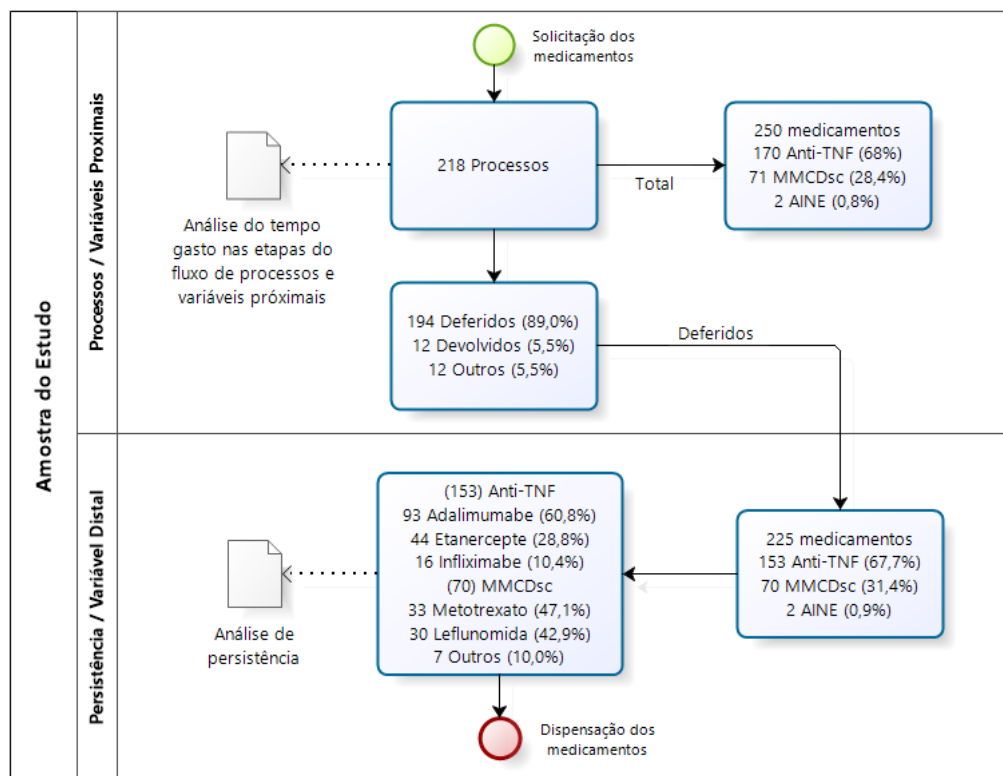 Amostra do Estudo
Processos / Variáveis Proximais
Solicitação dos
medicamentos
218 Processos
Total
250 medicamentos
170 Anti-TNF (68%)
71 MMCDsc (28,4%)
2 AINE (0,8%)
Análise do tempo
gasto nas etapas do
fluxo de processos e
variáveis próximais
194 Deferidos (89,0%)
12 Devolvidos (5,5%)
12 Outros (5,5%)
Deferidos
Persistência / Variável Distal
(153) Anti-TNF
93 Adalimumabe (60,8%)
44 Etanercepte (28,8%)
16 Infliximabe (10,4%)
(70) MMCDsc
33 Metotrexato (47,1%)
30 Leflunomida (42,9%)
7 Outros (10,0%)
225 medicamentos
153 Anti-TNF (67,7%)
70 MMCDsc (31,4%)
2 AINE (0,9%)
Análise de
persistência
Dispensação dos
medicamentos